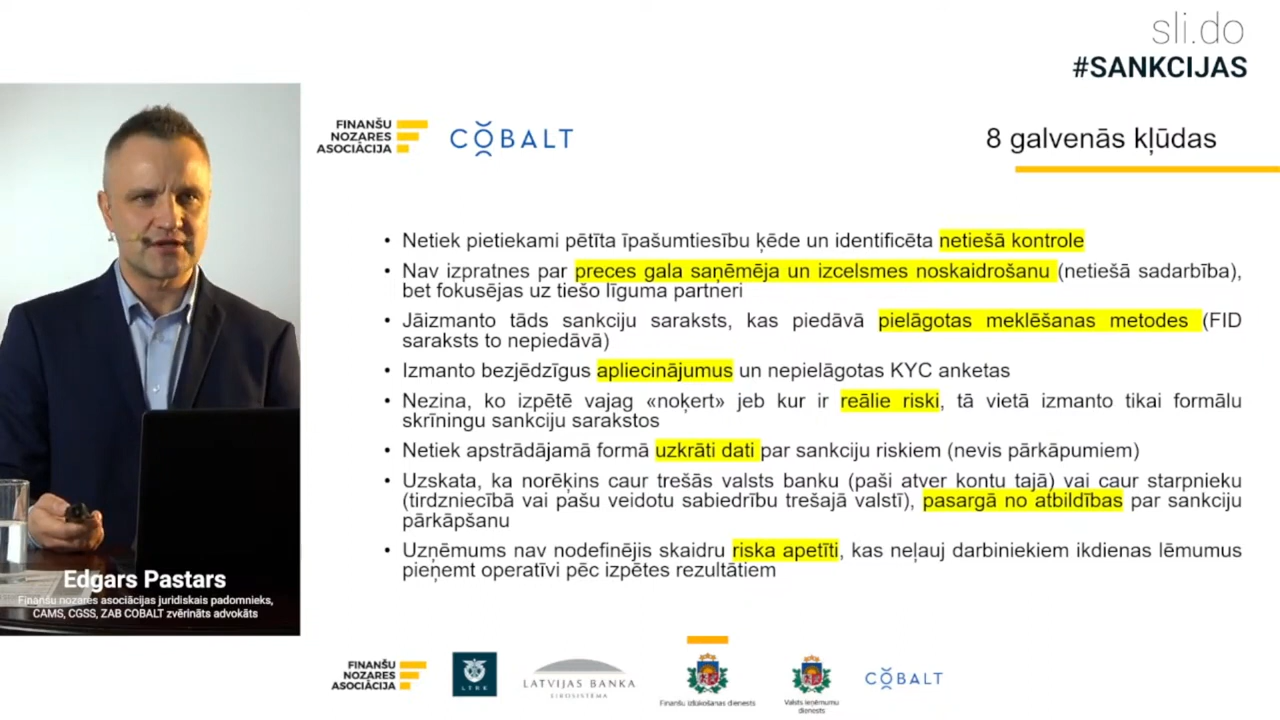 sli.do
#SANKCIJAS
FINANŠU
NOZARES
ASOCIĀCIJA
COBALT
8 galvenās kļūdas
• Netiek pietiekami pētīta īpašumtiesību ķēde un identificēta netiešā kontrole
• Nav izpratnes par preces gala saņēmēja un izcelsmes noskaidrošanu (netiešā sadarbība),
bet fokusējas uz tiešo līguma partneri
• Jāizmanto tāds sankciju saraksts, kas piedāvā pielāgotas meklēšanas metodes (FID
saraksts to nepiedāvā)
• Izmanto bezjēdzīgus apliecinājumus un nepielāgotas KYC anketas
• Nezina, ko izpētē vajag «noķert» jeb kur ir reālie riski, tā vietā izmanto tikai formālu
skrīningu sankciju sarakstos
• Netiek apstrādājamā formā uzkrāti dati par sankciju riskiem (nevis pārkāpumiem)
• Uzskata, ka norēķins caur trešās valsts banku (paši atver kontu tajā) vai caur starpnieku
(tirdzniecībā vai pašu veidotu sabiedrību trešajā valstī), pasargā no atbildības par sankciju
pārkāpšanu
• Uzņēmums nav nodefinējis skaidru riska apetīti, kas neļauj darbiniekiem ikdienas lēmumus
pieņemt operatīvi pēc izpētes rezultātiem
Edgars Pastars
Finanšu nozares asociācijas juridiskais padomnieks,
CAMS, CGSS, ZAB COBALT zvērināts advokāts
FINANŠU
NOZARES
ASOCIĀCIJA
LTRK
LATVIJAS BANKA
EIROSISTĒMA
Finanšu izlūkošanas dienests
Valsts ieņēmumu
dienests
COBALT